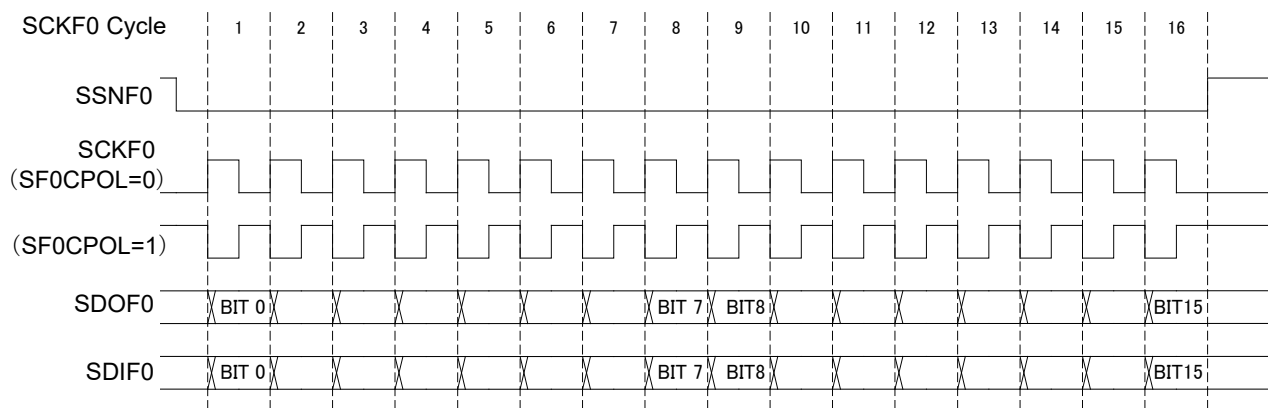 SCKF0 Cycle 1 2 3 4 5 6 7 8 9 10 11 12 13 14 15 16
SSNF0
SCKF0
（SF0CPOL=0）
（SF0CPOL=1）
SDOF0 BIT 0 BIT 7 BIT8 BIT15
SDIF0 BIT 0 BIT 7 BIT8 BIT15